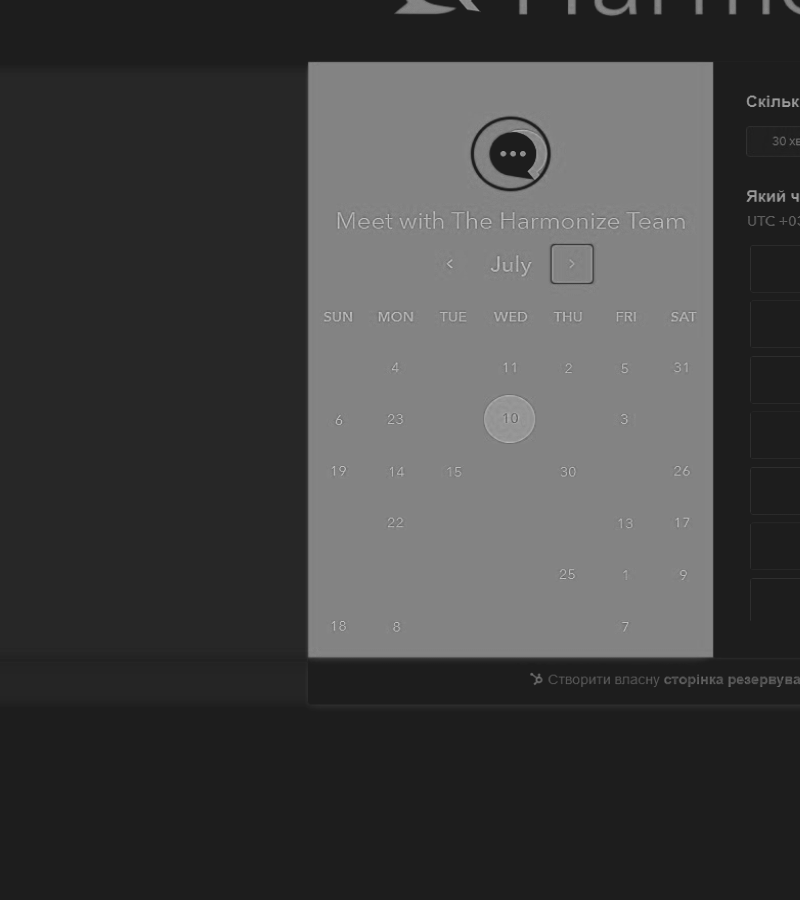 Harmo
Скільк
30 хв
Meet with The Harmonize Team
July
Який ч
UTC +03
SUN MON TUE WED THU FRI SAT
4 11 2 5 31
6 23 10 3
19 14 15 30 26
22 13 17
25 1 9
18 8 7
Створити власну сторінка резервува